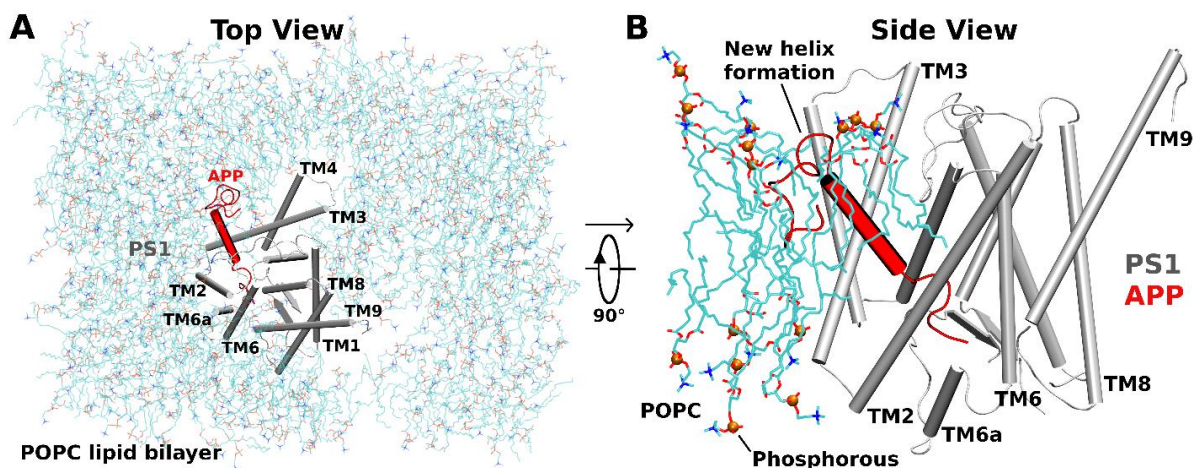 A
Top View
APP
TM4
TM3
PS1
TM2
TM8
TM6a
TM9
TM6
TM1
POPC lipid bilayer
90°
B
Side View
New helix
formation
TM3
TM9
PS1
APP
POPC
TM2
TM6
TM8
TM6a
Phosphorous